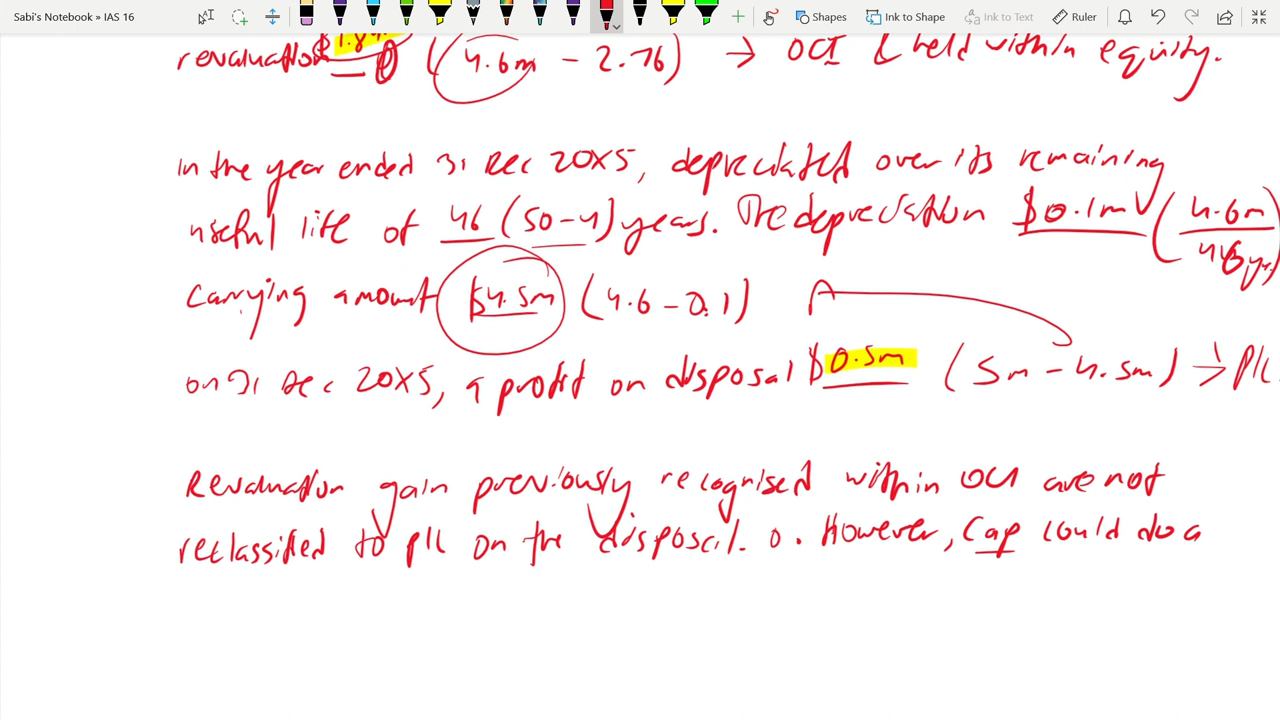 Sabi's Notebook » IAS 16
Shapes
Ink to Shape
Ink to Text
Ruler
revaluation $1.84 (4.6m - 2.76) → OCI & held within equity.
In the year ended 31 Dec 20X5, depreciated over its remaining
useful life of 46 (50-4) years. The depreciation $0.1m (4.6m / 46 yrs)
Carrying amount $4.5m (4.6 - 0.1)
on 31 Dec 20X5, a profit on disposal $0.5m (5m - 4.5m) → P/L.
Revaluation gain previously recognised within OCI are not
reclassified to P/L on the disposal. However, Cap could do a